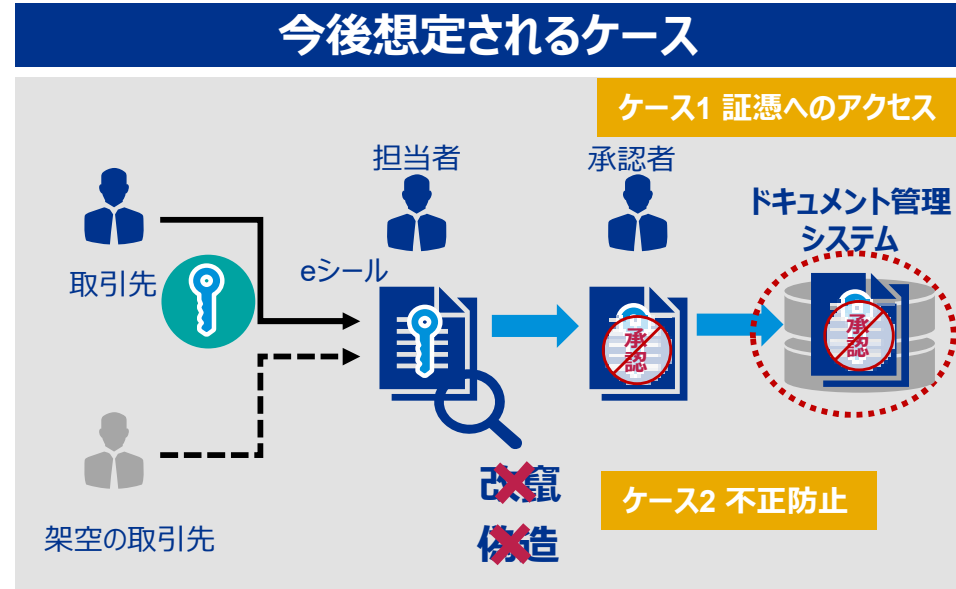 今後想定されるケース
ケース1 証憑へのアクセス
担当者
承認者
ドキュメント管理
システム
取引先
eシール
承
認
承
認
改竄
偽造
ケース2 不正防止
架空の取引先